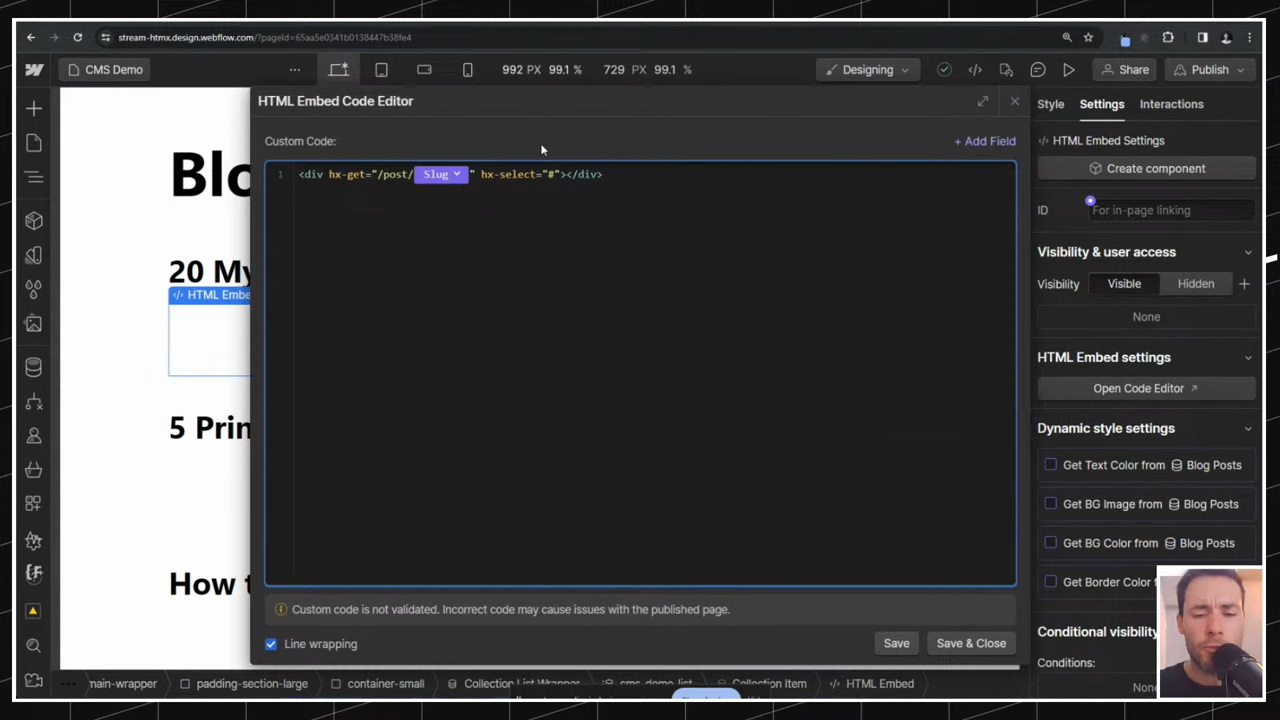 stream-htmx.design.webflow.com/?pageId=65aa5e0341b0138447b38fe4
CMS Demo
992 PX 99.1 % 729 PX 99.1 %
Designing
Share
Publish
HTML Embed Code Editor
Style Settings Interactions
Custom Code:
+ Add Field
HTML Embed Settings
Create component
1 <div hx-get="/post/ Slug " hx-select="#"></div>
Blo
ID For in-page linking
Visibility & user access
20 My
HTML Embe
Visibility Visible Hidden
None
HTML Embed settings
Open Code Editor
5 Prin
Dynamic style settings
Get Text Color from Blog Posts
Get BG Image from Blog Posts
Get BG Color from Blog Posts
How t
Get Border Color
Custom code is not validated. Incorrect code may cause issues with the published page.
Conditional visibility
Line wrapping
Save
Save & Close
Conditions:
main-wrapper padding-section-large container-small Collection List Wrapper cms_demo_list Collection Item HTML Embed